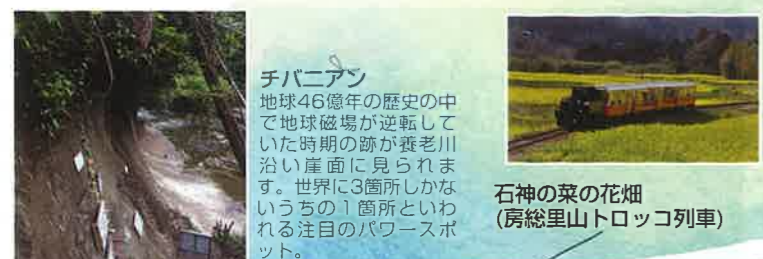 チバニアン
地球46億年の歴史の中
で地球磁場が逆転して
いた時期の跡が養老川
沿い崖面に見られま
す。世界に3箇所しかな
いうちの1箇所といわ
れる注目のパワースポ
ット。
石神の菜の花畑
(房総里山トロッコ列車)